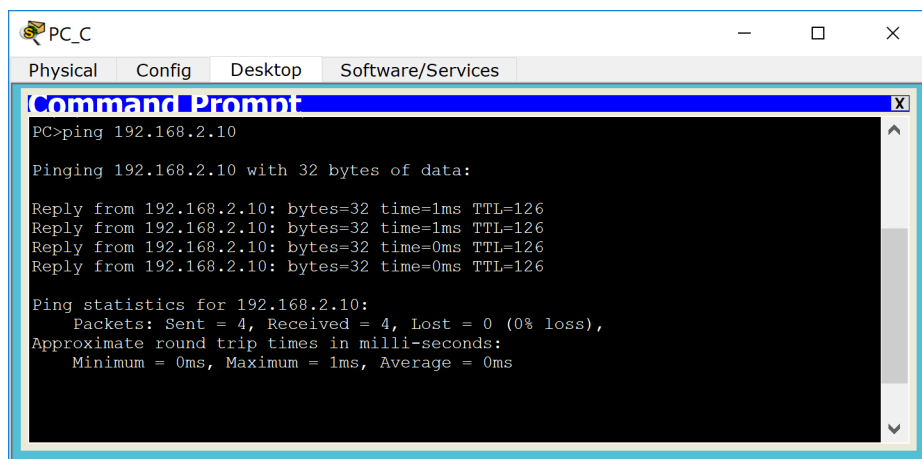 PC_C
Physical Config Desktop Software/Services
Command Prompt
X
PC>ping 192.168.2.10
Pinging 192.168.2.10 with 32 bytes of data:
Reply from 192.168.2.10: bytes=32 time=1ms TTL=126
Reply from 192.168.2.10: bytes=32 time=1ms TTL=126
Reply from 192.168.2.10: bytes=32 time=0ms TTL=126
Reply from 192.168.2.10: bytes=32 time=0ms TTL=126
Ping statistics for 192.168.2.10:
Packets: Sent = 4, Received = 4, Lost = 0 (0% loss),
Approximate round trip times in milli-seconds:
Minimum = 0ms, Maximum = 1ms, Average = 0ms